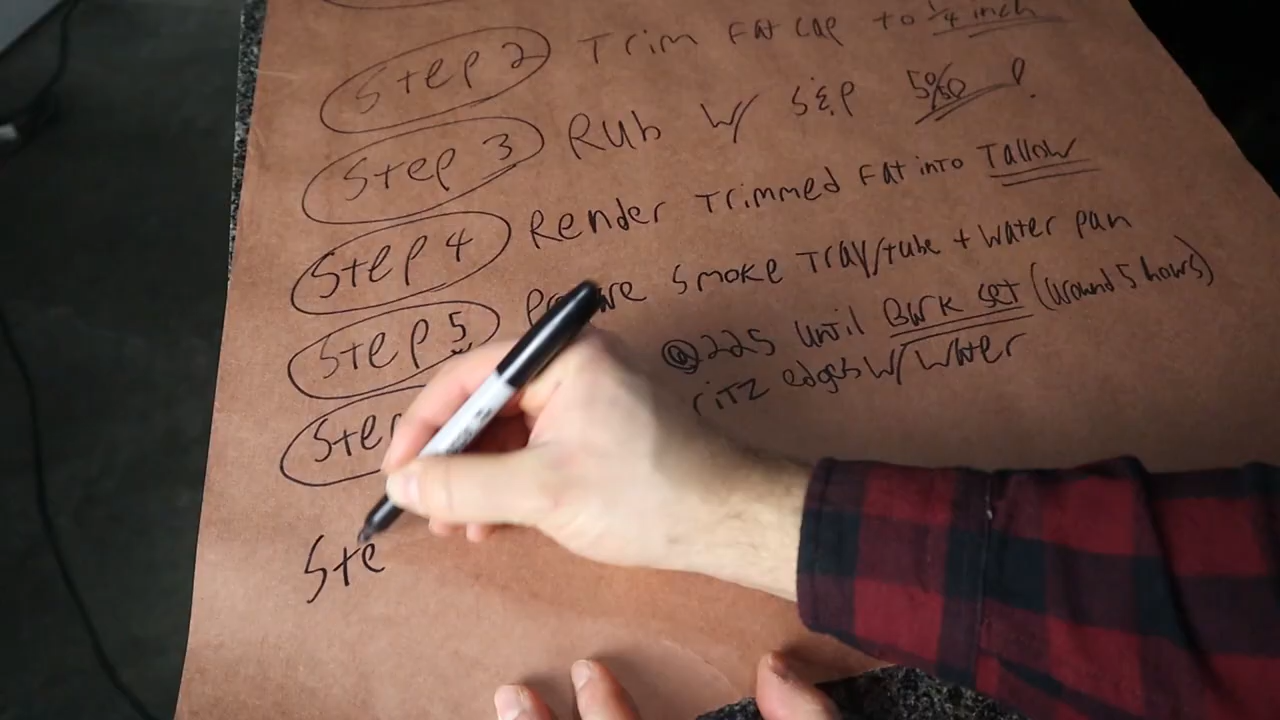 Step 2 Trim Fat cap to 1/4 inch
Step 3 Rub w/ S&P 50/50 !
Step 4 Render Trimmed Fat into Tallow
Step 5 Smoke Tray/tube + water pan
@225 until Bark set (around 5 hours)
ritz edges w/ water
Ste